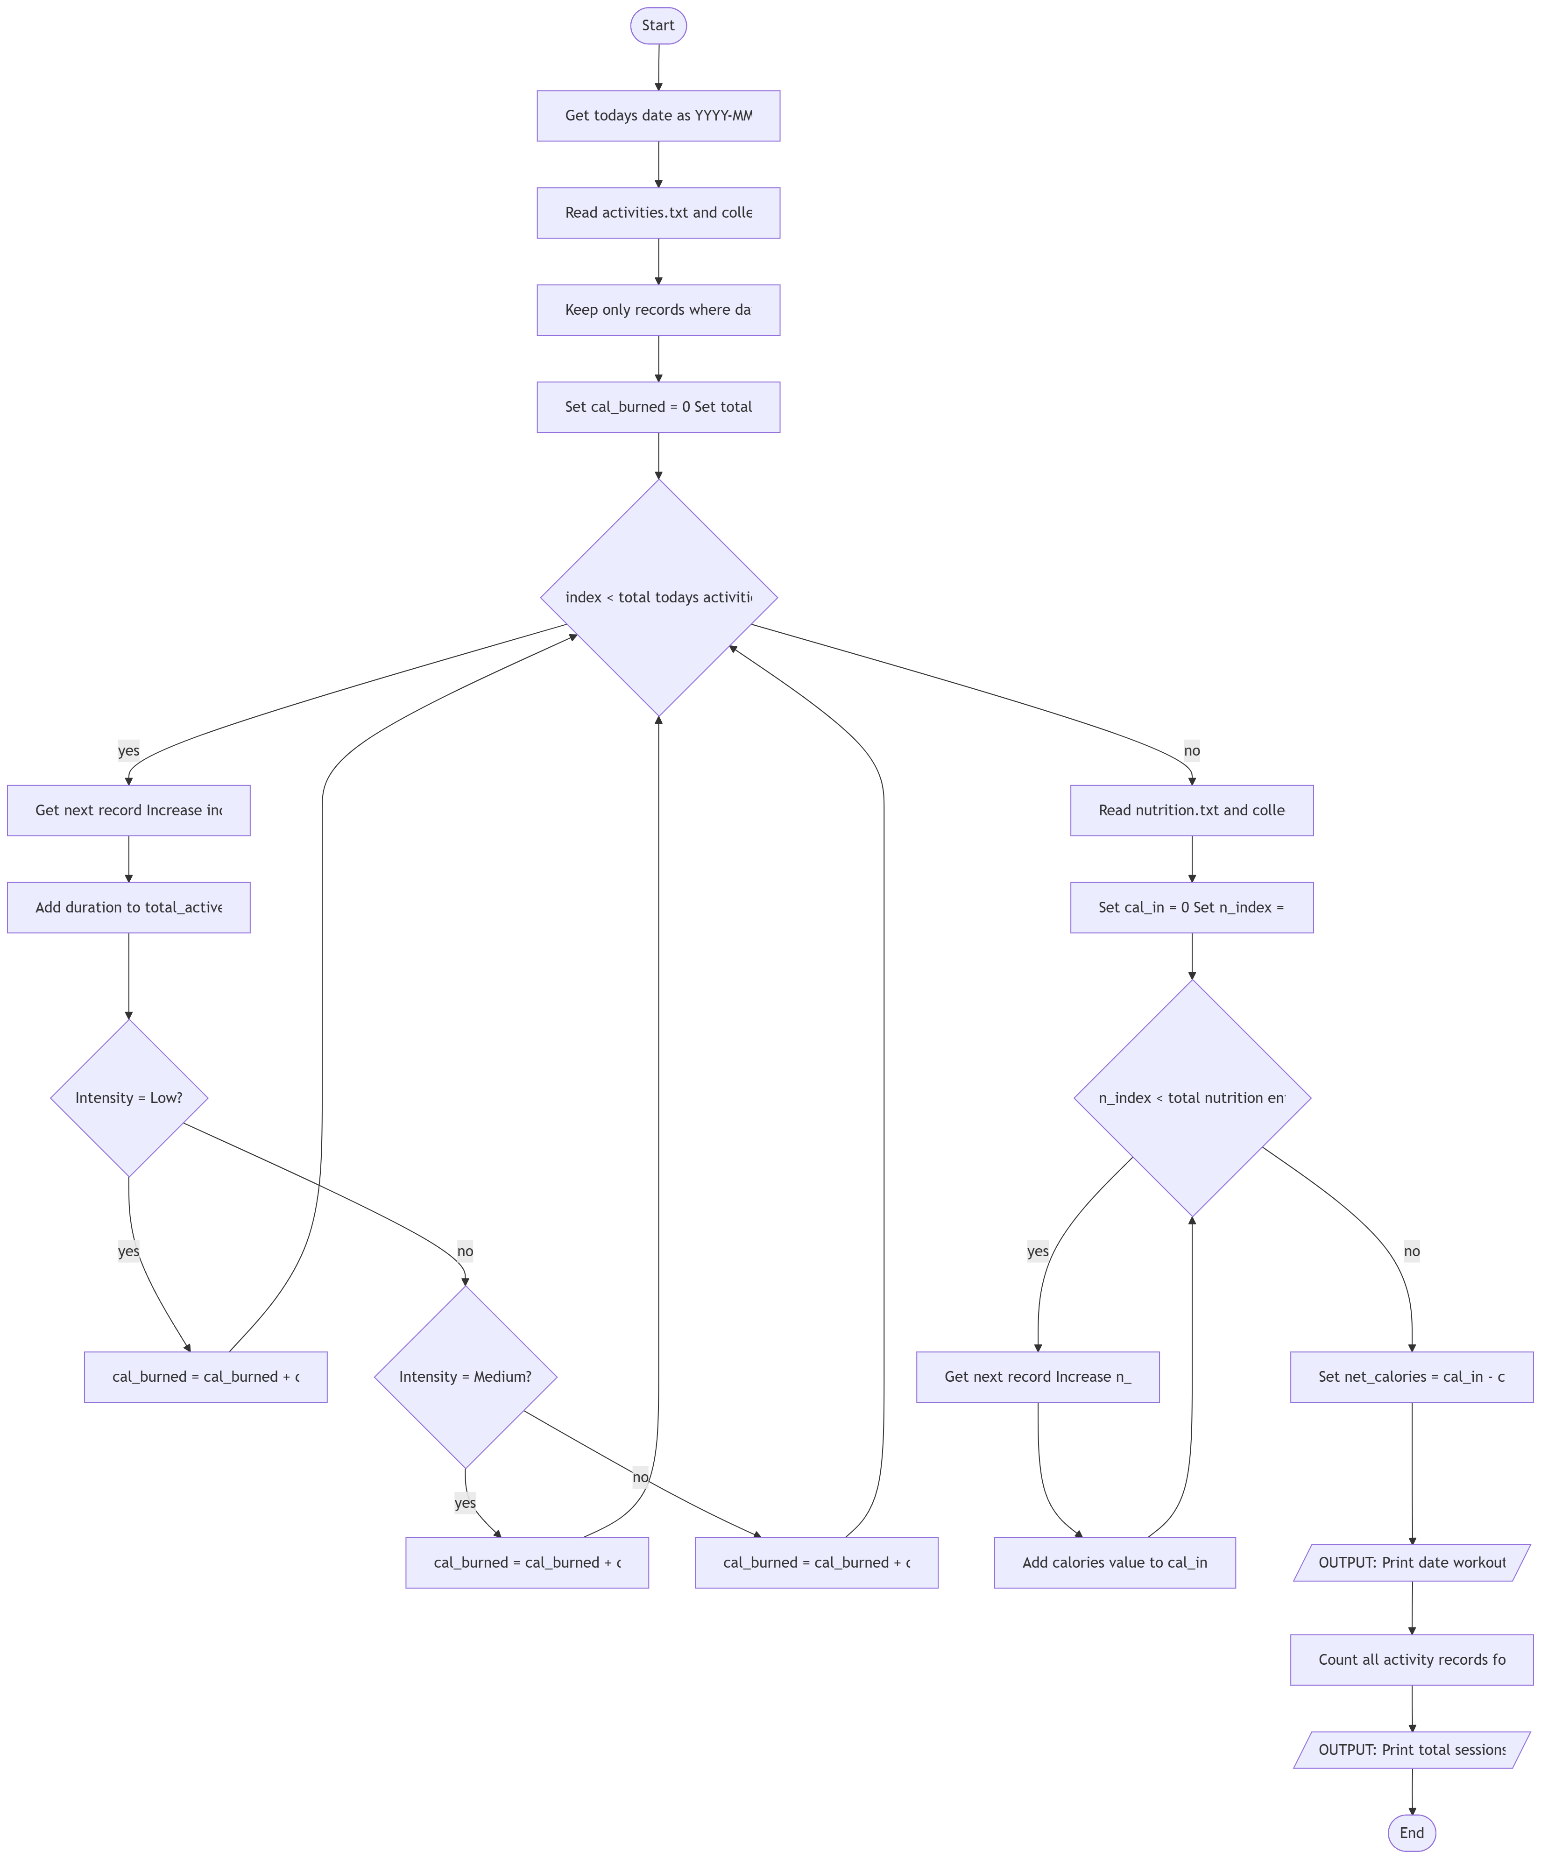 Start
Get todays date as YYYY-MM
Read activities.txt and colle
Keep only records where da
Set cal_burned = 0 Set total
index < total todays activiti
yes
no
Get next record Increase
Read nutrition.txt and colle
Add duration to total_active
Set cal_in = 0 Set n_index =
Intensity = Low?
n_index < total nutrition
yes
no
yes
no
cal_burned = cal_burned +
Intensity = Medium?
Get next record Increase n_
Set net_calories = cal_in - c
yes
no
cal_burned = cal_burned +
cal_burned = cal_burned +
Add calories value to cal_in
OUTPUT: Print date workout
Count all activity records fo
OUTPUT: Print total sessions
End